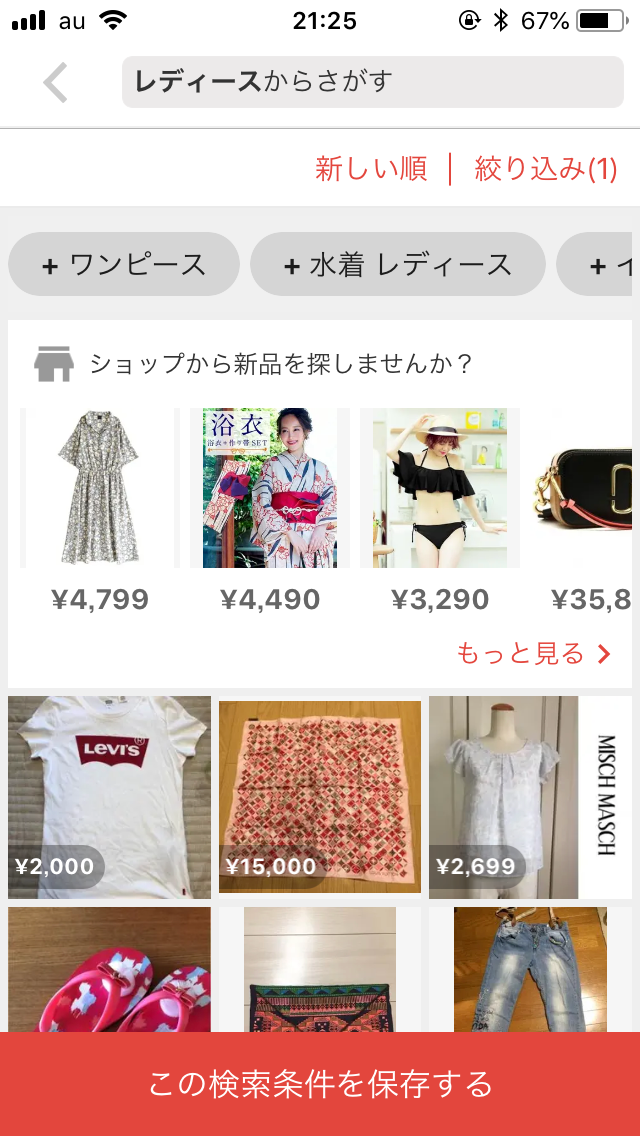 au 21:25 67%
レディースからさがす
新しい順 | 絞り込み(1)
+ ワンピース + 水着 レディース +
ショップから新品を探しませんか？
浴衣
浴衣+作り帯SET
¥4,799 ¥4,490 ¥3,290 ¥35,8
もっと見る
LEVI'S
MISCH MASCH
¥2,000 ¥15,000 ¥2,699
この検索条件を保存する